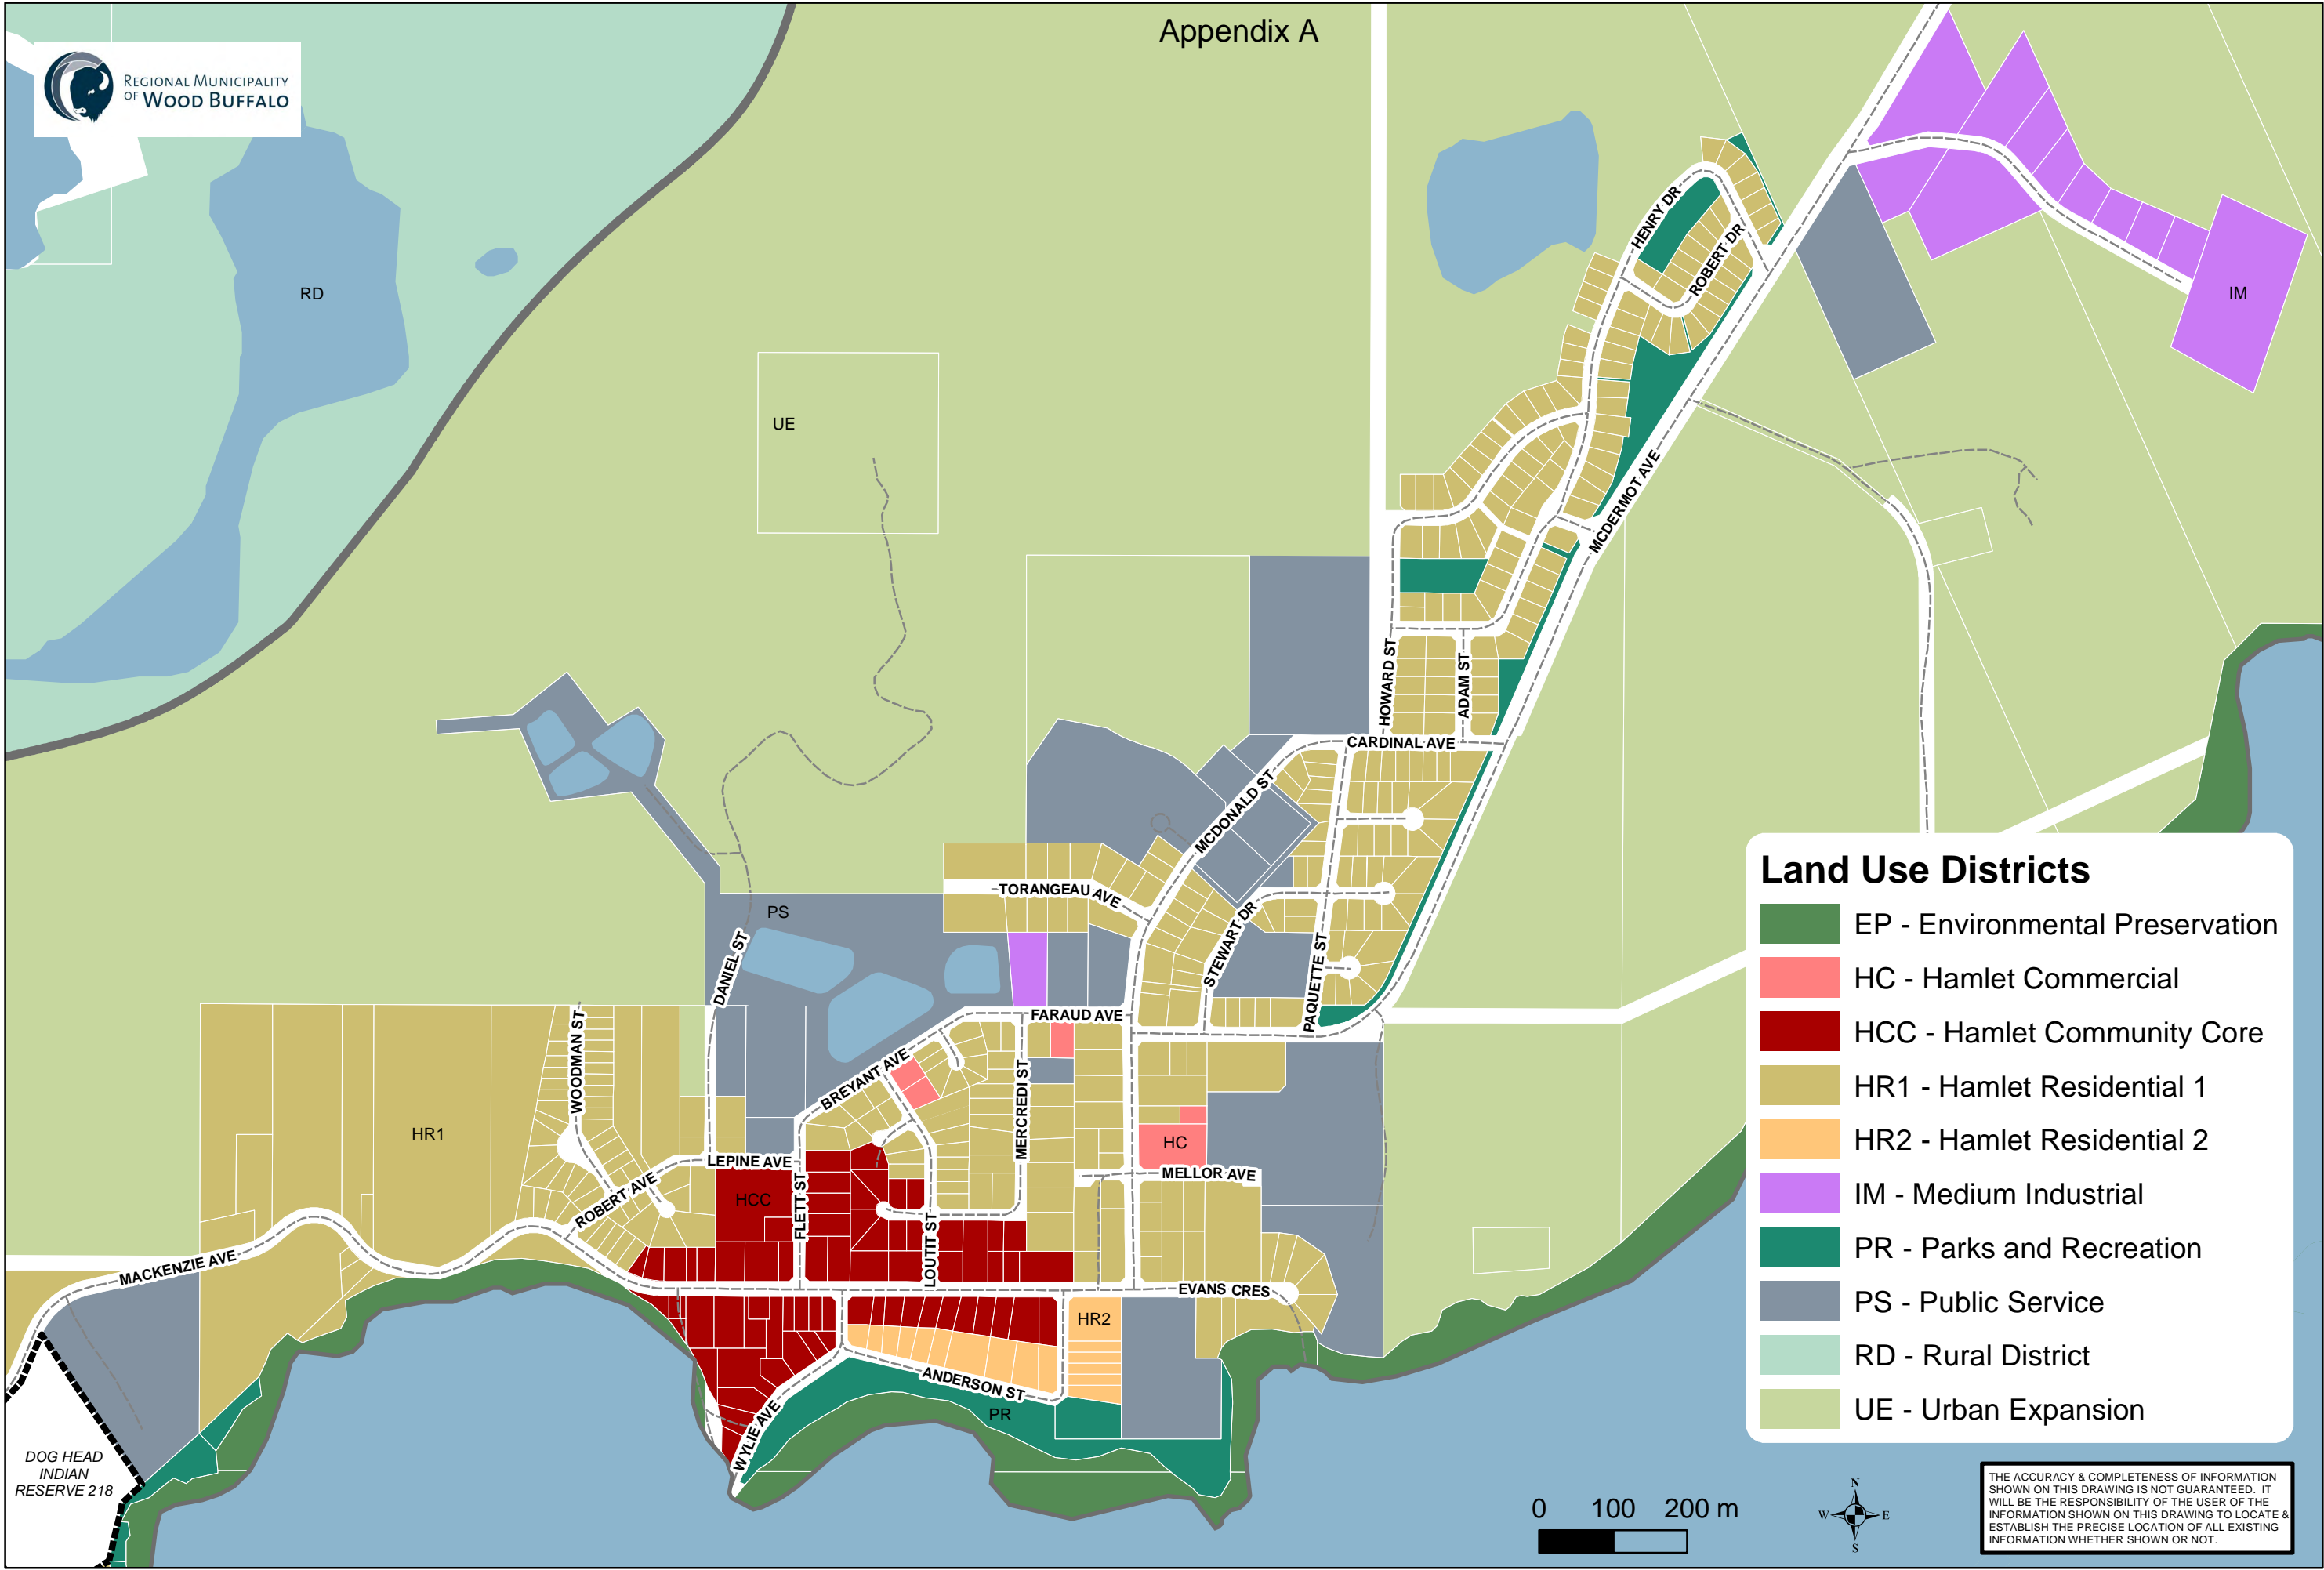 Appendix A
REGIONAL MUNICIPALITY
OF WOOD BUFFALO
RD
UE
IM
HENRY DR
ROBERT DR
MCDERMOT AVE
HOWARD ST
ADAM ST
CARDINAL AVE
MCDONALD ST
TORANGEAU AVE
STEWART DR
PAQUETTE ST
PS
DANIEL ST
FARAUD AVE
WOODMAN ST
BREYANT AVE
MERCREDI ST
HR1
HC
LEPINE AVE
MELLOR AVE
ROBERT AVE
HCC
FLETT ST
LOUTIT ST
MACKENZIE AVE
EVANS CRES
HR2
ANDERSON ST
PR
WYLIE AVE
DOG HEAD
INDIAN
RESERVE 218
Land Use Districts
EP - Environmental Preservation
HC - Hamlet Commercial
HCC - Hamlet Community Core
HR1 - Hamlet Residential 1
HR2 - Hamlet Residential 2
IM - Medium Industrial
PR - Parks and Recreation
PS - Public Service
RD - Rural District
UE - Urban Expansion
0 100 200 m
N
W E
S
THE ACCURACY & COMPLETENESS OF INFORMATION
SHOWN ON THIS DRAWING IS NOT GUARANTEED. IT
WILL BE THE RESPONSIBILITY OF THE USER OF THE
INFORMATION SHOWN ON THIS DRAWING TO LOCATE &
ESTABLISH THE PRECISE LOCATION OF ALL EXISTING
INFORMATION WHETHER SHOWN OR NOT.